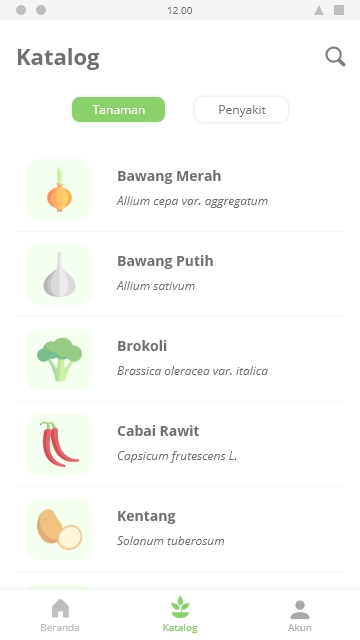 12.00
Katalog
Tanaman
Penyakit
Bawang Merah
Allium cepa var. aggregatum
Bawang Putih
Allium sativum
Brokoli
Brassica oleracea var. italica
Cabai Rawit
Capsicum frutescens L.
Kentang
Solanum tuberosum
Beranda
Katalog
Akun